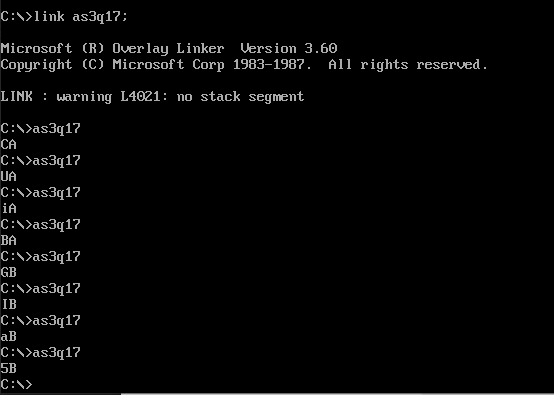 C:\>link as3q17;
Microsoft (R) Overlay Linker  Version 3.60
Copyright (C) Microsoft Corp 1983-1987.  All rights reserved.
LINK : warning L4021: no stack segment
C:\>as3q17
CA
C:\>as3q17
UA
C:\>as3q17
iA
C:\>as3q17
BA
C:\>as3q17
GB
C:\>as3q17
IB
C:\>as3q17
aB
C:\>as3q17
5B
C:\>